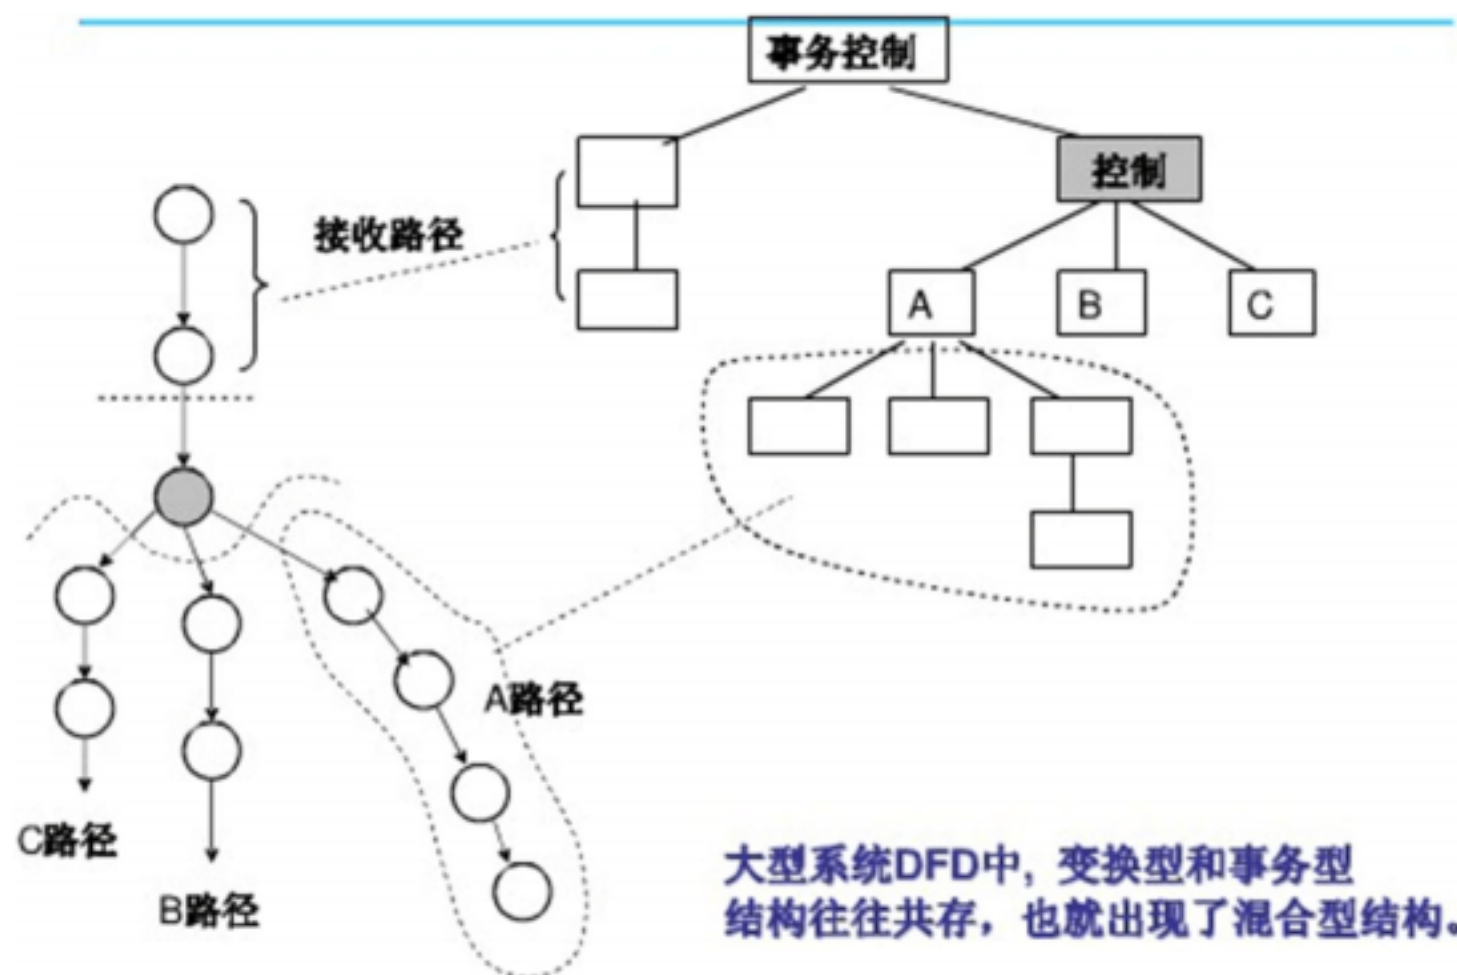 事务控制
控制
接收路径
A
B
C
A路径
C路径
B路径
大型系统DFD中, 变换型和事务型
结构往往共存，也就出现了混合型结构。